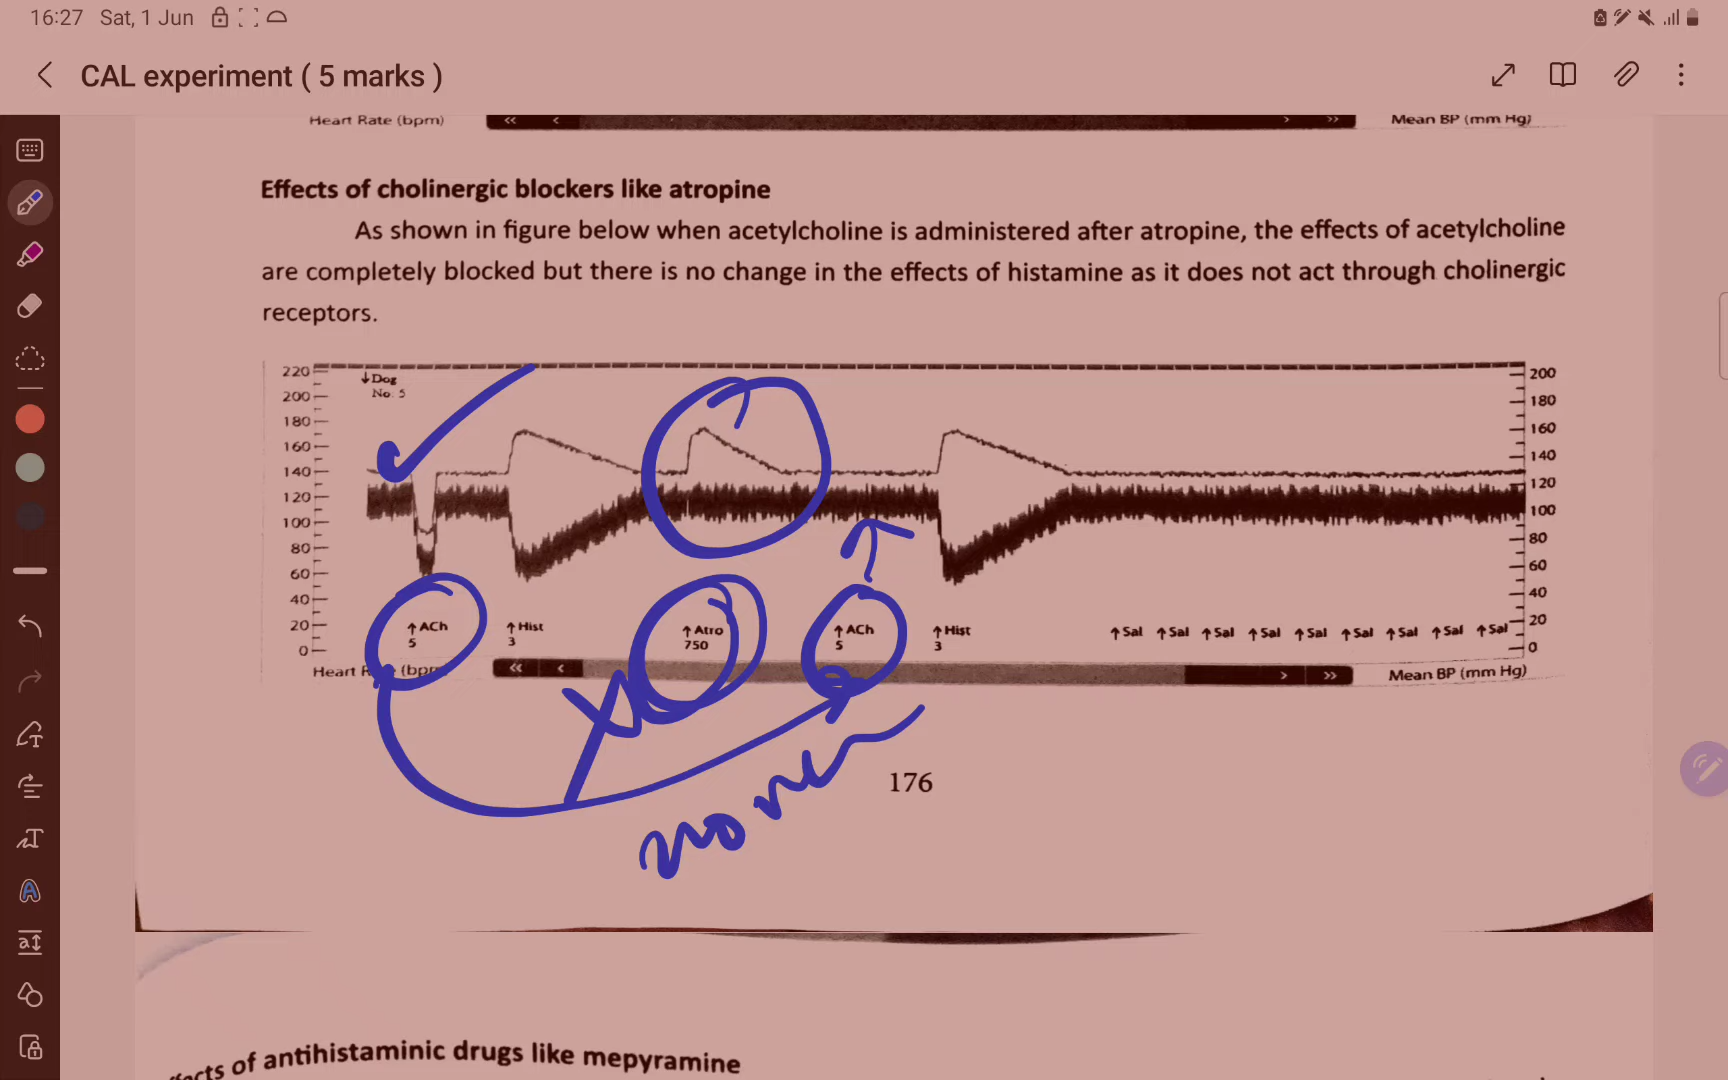 16:27 Sat, 1 Jun
CAL experiment ( 5 marks )
Heart Rate (bpm) << < > >> Mean BP (mm Hg)
Effects of cholinergic blockers like atropine
As shown in figure below when acetylcholine is administered after atropine, the effects of acetylcholine
are completely blocked but there is no change in the effects of histamine as it does not act through cholinergic
receptors.
220 ↓Dog 200
200 No: 5 180
180 160
160 140
140 120
120 100
100 80
80 60
60 40
40 20
20 0
0
↑ACh ↑Hist ↑Atro ↑ACh ↑Hist ↑Sal ↑Sal ↑Sal ↑Sal ↑Sal ↑Sal ↑Sal ↑Sal ↑Sal
5 3 750 5 3
Heart R (bpm << < > >> Mean BP (mm Hg)
176
ffects of antihistaminic drugs like mepyramine